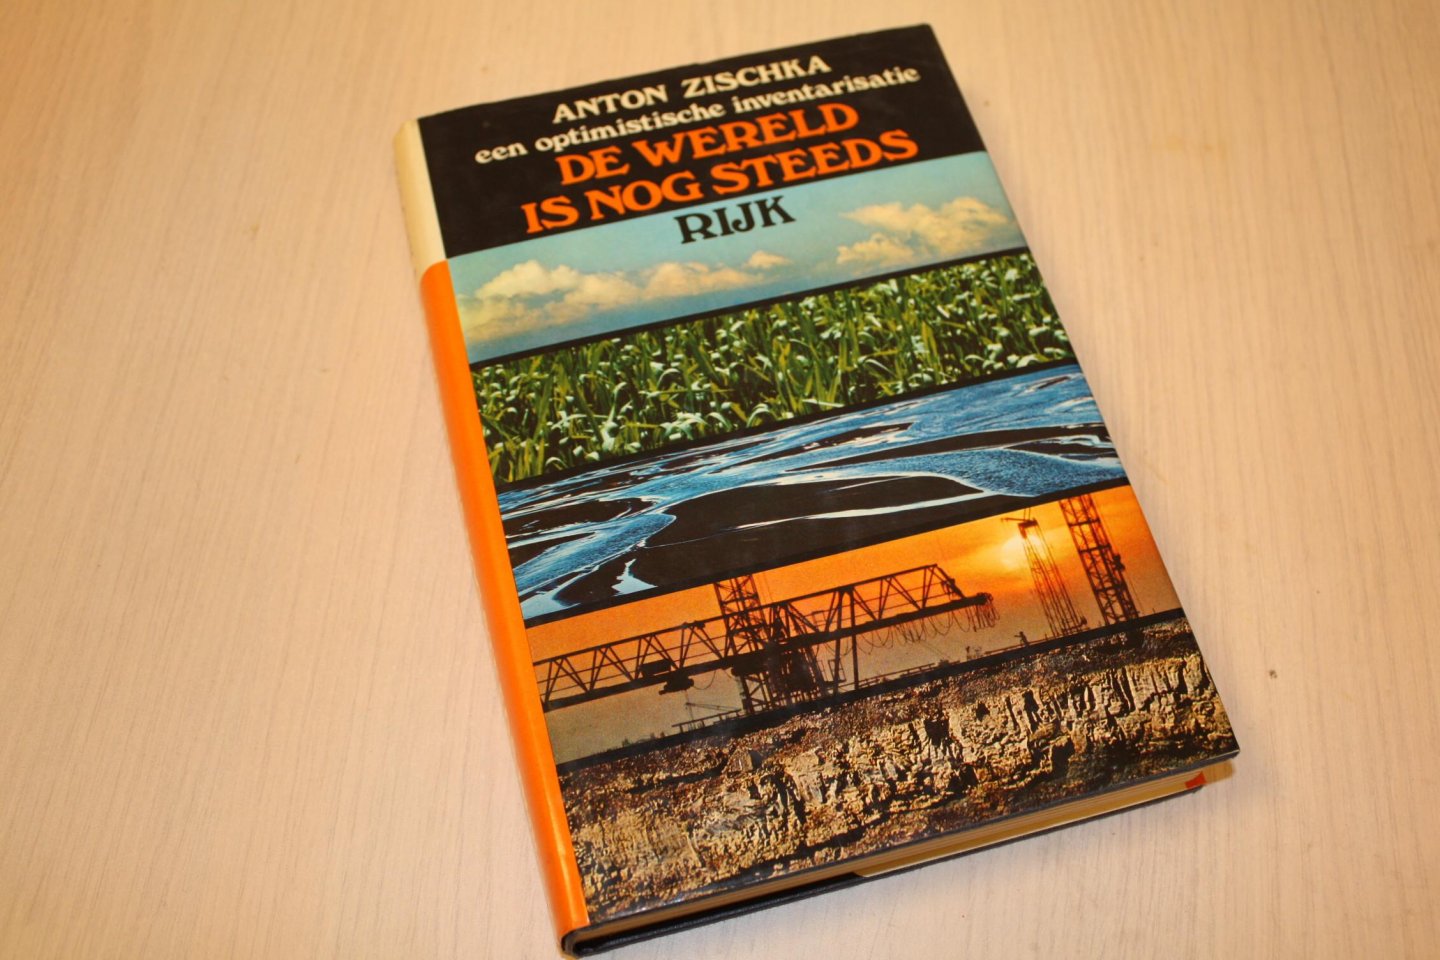 ANTON ZISCHKA
een optimistische inventarisatie
DE WERELD
IS NOG STEEDS
RIJK